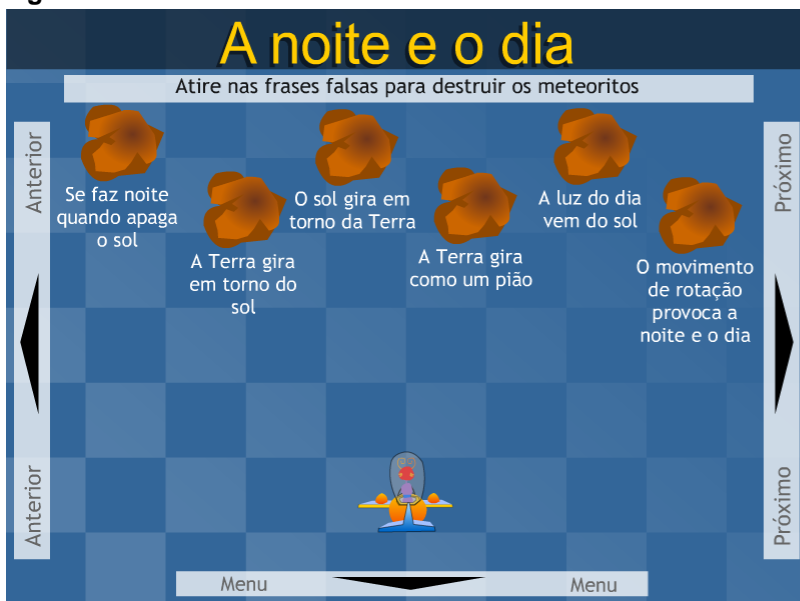 A noite e o dia
Atire nas frases falsas para destruir os meteoritos
Anterior
Próximo
Se faz noite
quando apaga
o sol
A Terra gira
em torno do
sol
O sol gira em
torno da Terra
A Terra gira
como um pião
A luz do dia
vem do sol
O movimento
de rotação
provoca a
noite e o dia
Anterior
Próximo
Menu
Menu